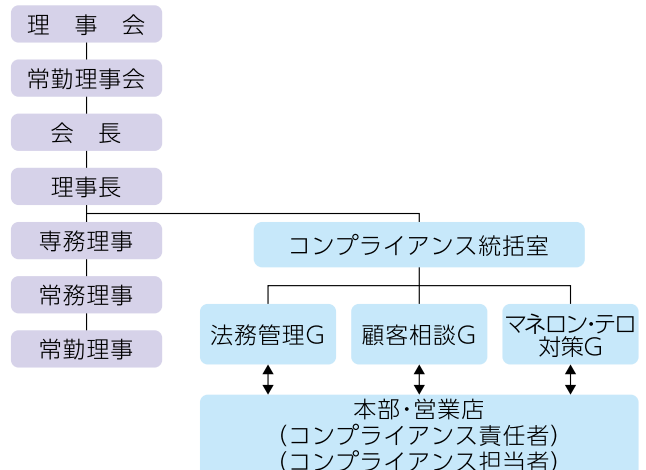 理　事　会
常勤理事会
会　長
理事長
専務理事
常務理事
常勤理事
コンプライアンス統括室
法務管理G
顧客相談G
マネロン・テロ
対策G
本部・営業店
（コンプライアンス責任者）
（コンプライアンス担当者）